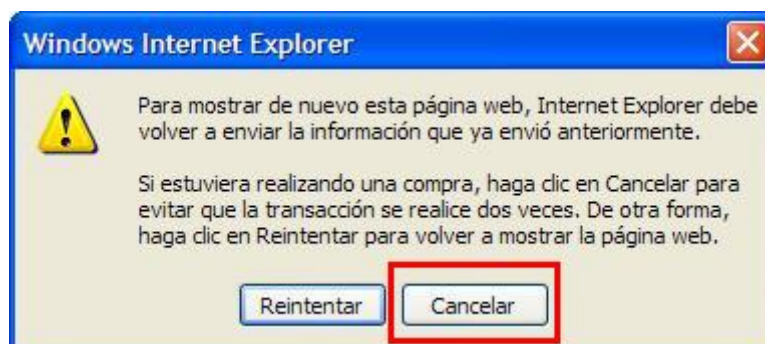 Windows Internet Explorer
Para mostrar de nuevo esta página web, Internet Explorer debe
volver a enviar la información que ya envió anteriormente.
Si estuviera realizando una compra, haga clic en Cancelar para
evitar que la transacción se realice dos veces. De otra forma,
haga clic en Reintentar para volver a mostrar la página web.
Reintentar
Cancelar